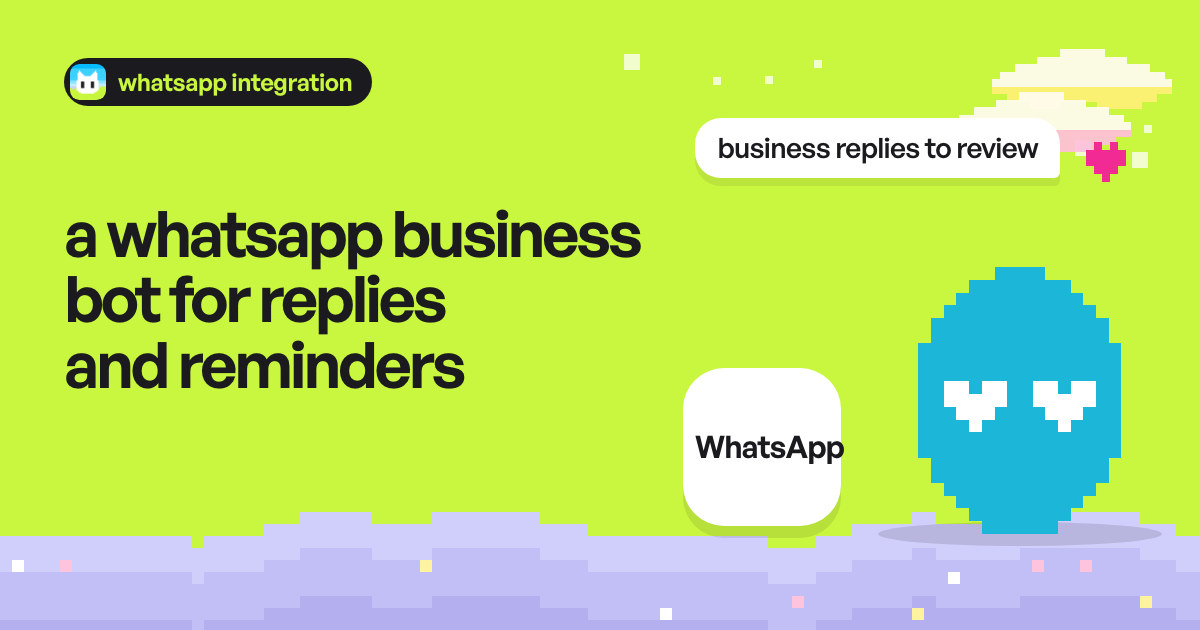 whatsapp integration
business replies to review
a whatsapp business
bot for replies
and reminders
WhatsApp